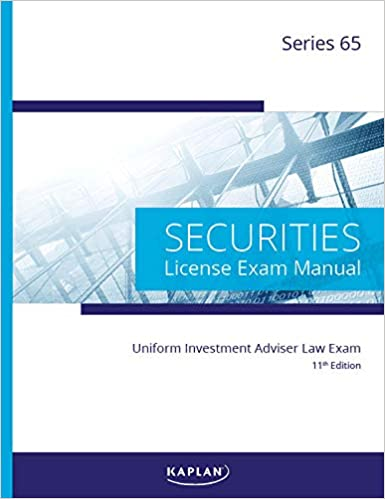 Series 65
SECURITIES
License Exam Manual
Uniform Investment Adviser Law Exam
11th Edition
KAPLAN